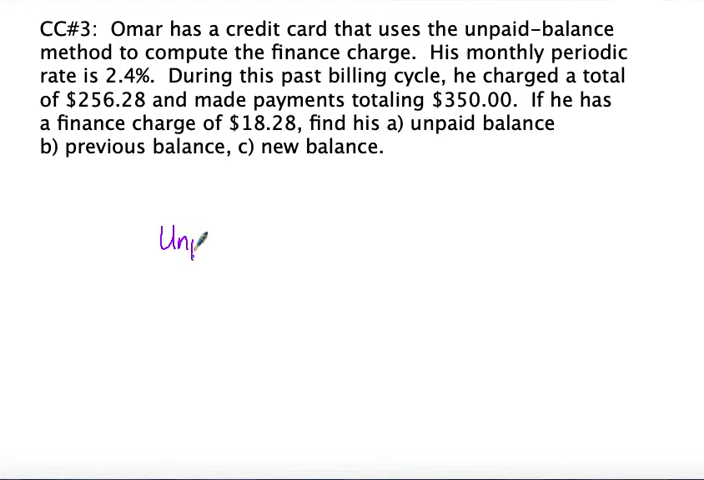 CC#3: Omar has a credit card that uses the unpaid-balance
method to compute the finance charge. His monthly periodic
rate is 2.4%. During this past billing cycle, he charged a total
of $256.28 and made payments totaling $350.00. If he has
a finance charge of $18.28, find his a) unpaid balance
b) previous balance, c) new balance.
Unp